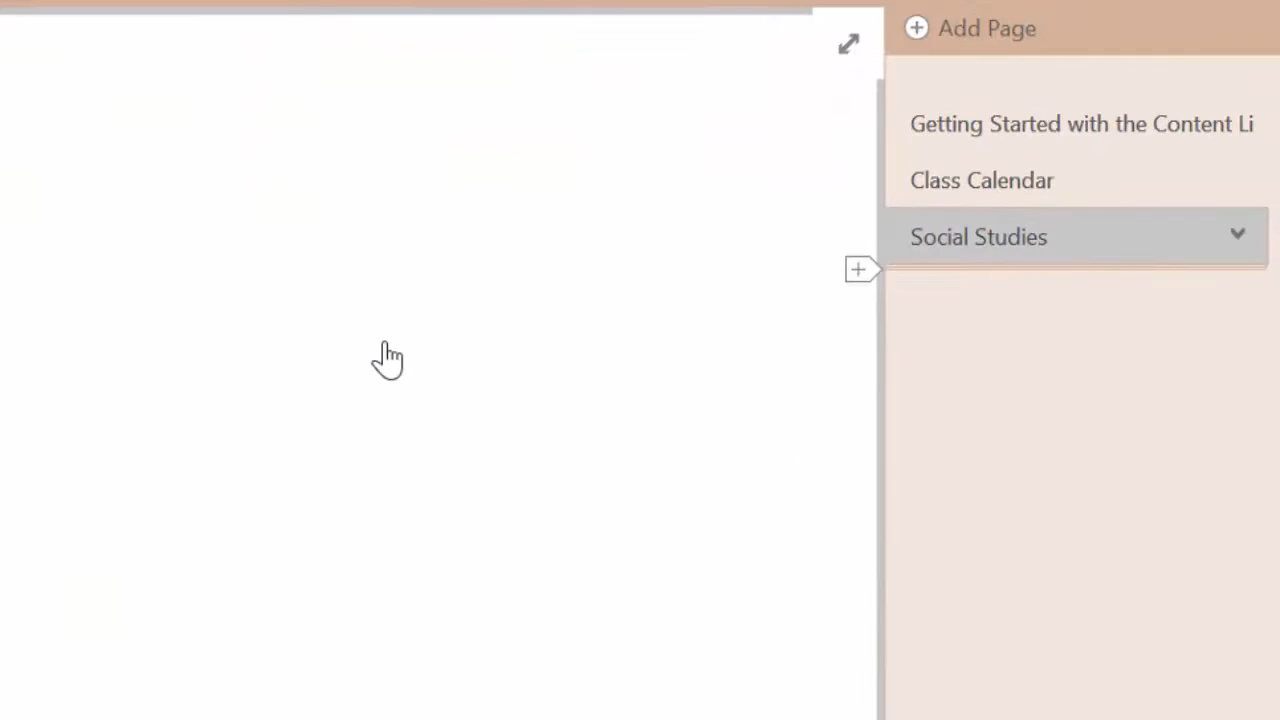 Add Page
Getting Started with the Content Li
Class Calendar
Social Studies